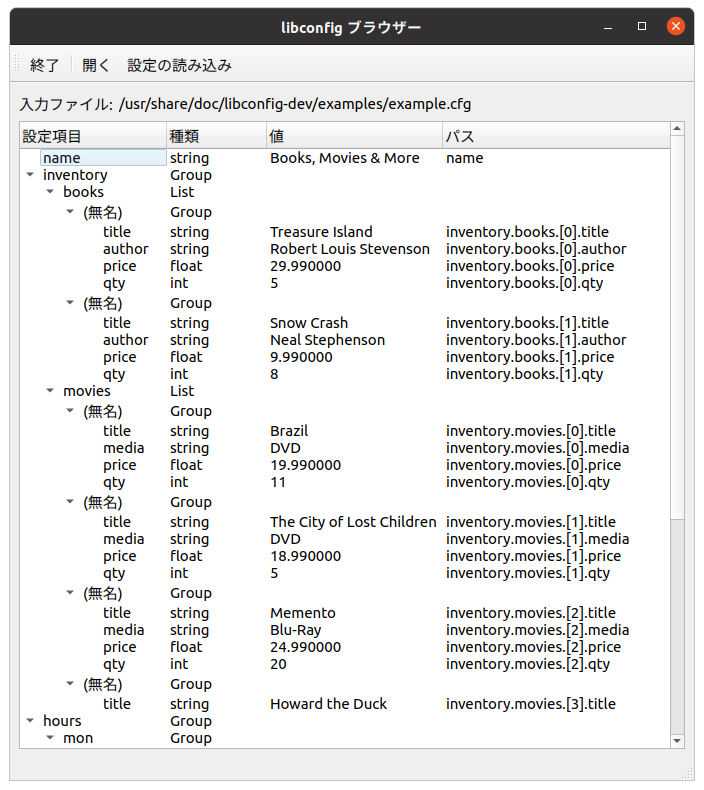 libconfig ブラウザー
終了 開く 設定の読み込み
入力ファイル: /usr/share/doc/libconfig-dev/examples/example.cfg
設定項目 種類 値 パス
name string Books, Movies & More name
inventory Group
books List
(無名) Group
title string Treasure Island inventory.books.[0].title
author string Robert Louis Stevenson inventory.books.[0].author
price float 29.990000 inventory.books.[0].price
qty int 5 inventory.books.[0].qty
(無名) Group
title string Snow Crash inventory.books.[1].title
author string Neal Stephenson inventory.books.[1].author
price float 9.990000 inventory.books.[1].price
qty int 8 inventory.books.[1].qty
movies List
(無名) Group
title string Brazil inventory.movies.[0].title
media string DVD inventory.movies.[0].media
price float 19.990000 inventory.movies.[0].price
qty int 11 inventory.movies.[0].qty
(無名) Group
title string The City of Lost Children inventory.movies.[1].title
media string DVD inventory.movies.[1].media
price float 18.990000 inventory.movies.[1].price
qty int 5 inventory.movies.[1].qty
(無名) Group
title string Memento inventory.movies.[2].title
media string Blu-Ray inventory.movies.[2].media
price float 24.990000 inventory.movies.[2].price
qty int 20 inventory.movies.[2].qty
(無名) Group
title string Howard the Duck inventory.movies.[3].title
hours Group
mon Group